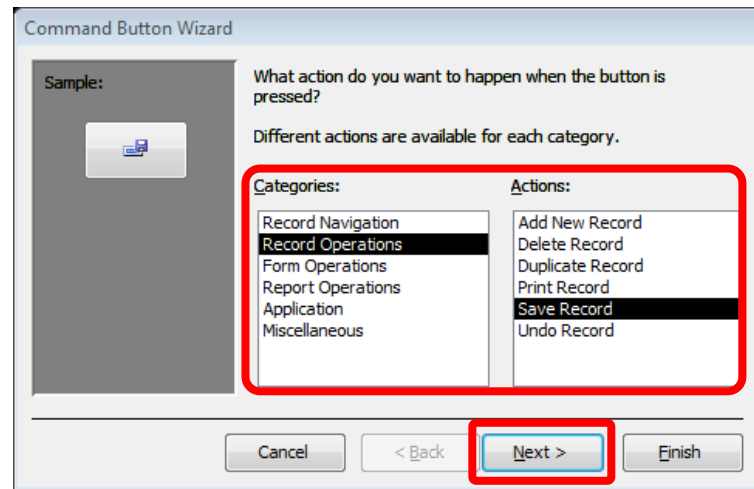 Command Button Wizard
Sample:
What action do you want to happen when the button is
pressed?
Different actions are available for each category.
Categories:
Actions:
Record Navigation
Record Operations
Form Operations
Report Operations
Application
Miscellaneous
Add New Record
Delete Record
Duplicate Record
Print Record
Save Record
Undo Record
Cancel
< Back
Next >
Finish